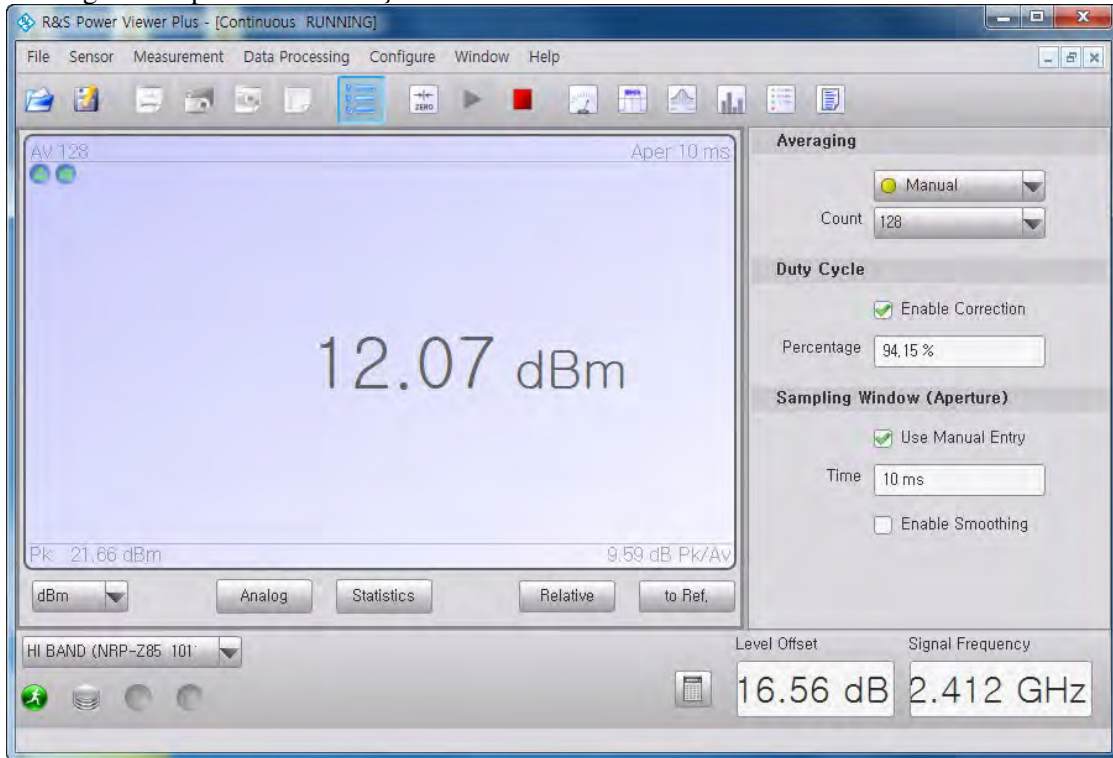 R&S Power Viewer Plus - [Continuous RUNNING]
File Sensor Measurement Data Processing Configure Window Help
ZERO
AV 128 Aper 10 ms
12.07 dBm
Pk 21.66 dBm 9.59 dB Pk/Av
dBm Analog Statistics Relative to Ref.
Averaging
Manual
Count 128
Duty Cycle
Enable Correction
Percentage 94.15 %
Sampling Window (Aperture)
Use Manual Entry
Time 10 ms
Enable Smoothing
HI BAND (NRP-Z85 101
Level Offset Signal Frequency
16.56 dB 2.412 GHz